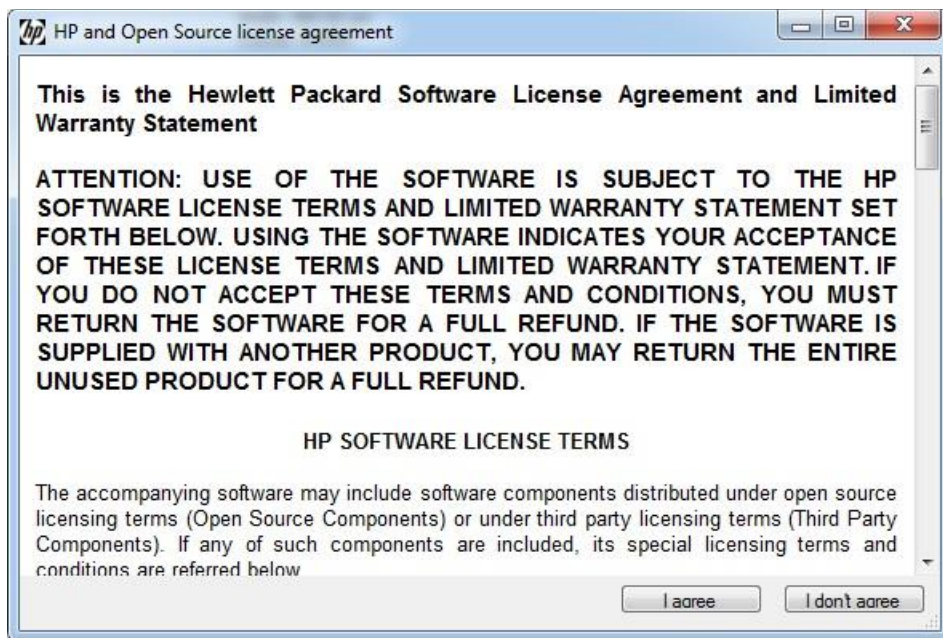 hp HP and Open Source license agreement
This is the Hewlett Packard Software License Agreement and Limited
Warranty Statement
ATTENTION: USE OF THE SOFTWARE IS SUBJECT TO THE HP
SOFTWARE LICENSE TERMS AND LIMITED WARRANTY STATEMENT SET
FORTH BELOW. USING THE SOFTWARE INDICATES YOUR ACCEPTANCE
OF THESE LICENSE TERMS AND LIMITED WARRANTY STATEMENT. IF
YOU DO NOT ACCEPT THESE TERMS AND CONDITIONS, YOU MUST
RETURN THE SOFTWARE FOR A FULL REFUND. IF THE SOFTWARE IS
SUPPLIED WITH ANOTHER PRODUCT, YOU MAY RETURN THE ENTIRE
UNUSED PRODUCT FOR A FULL REFUND.
HP SOFTWARE LICENSE TERMS
The accompanying software may include software components distributed under open source
licensing terms (Open Source Components) or under third party licensing terms (Third Party
Components). If any of such components are included, its special licensing terms and
conditions are referred below
I agree I don't agree